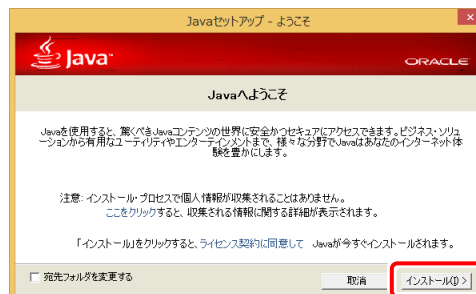 Javaセットアップ - ようこそ
Java
ORACLE
Javaへようこそ
Javaを使用すると、驚くべきJavaコンテンツの世界に安全かつセキュアにアクセスできます。ビジネス・ソリュ
ーションから有用なユーティリティやエンターテインメントまで、様々な分野でJavaはあなたのインターネット体
験を豊かにします。
注意: インストール・プロセスで個人情報が収集されることはありません。
ここをクリックすると、収集される情報に関する詳細が表示されます。
「インストール」をクリックすると、ライセンス契約に同意して Javaが今すぐインストールされます。
宛先フォルダを変更する
取消
インストール(I) >